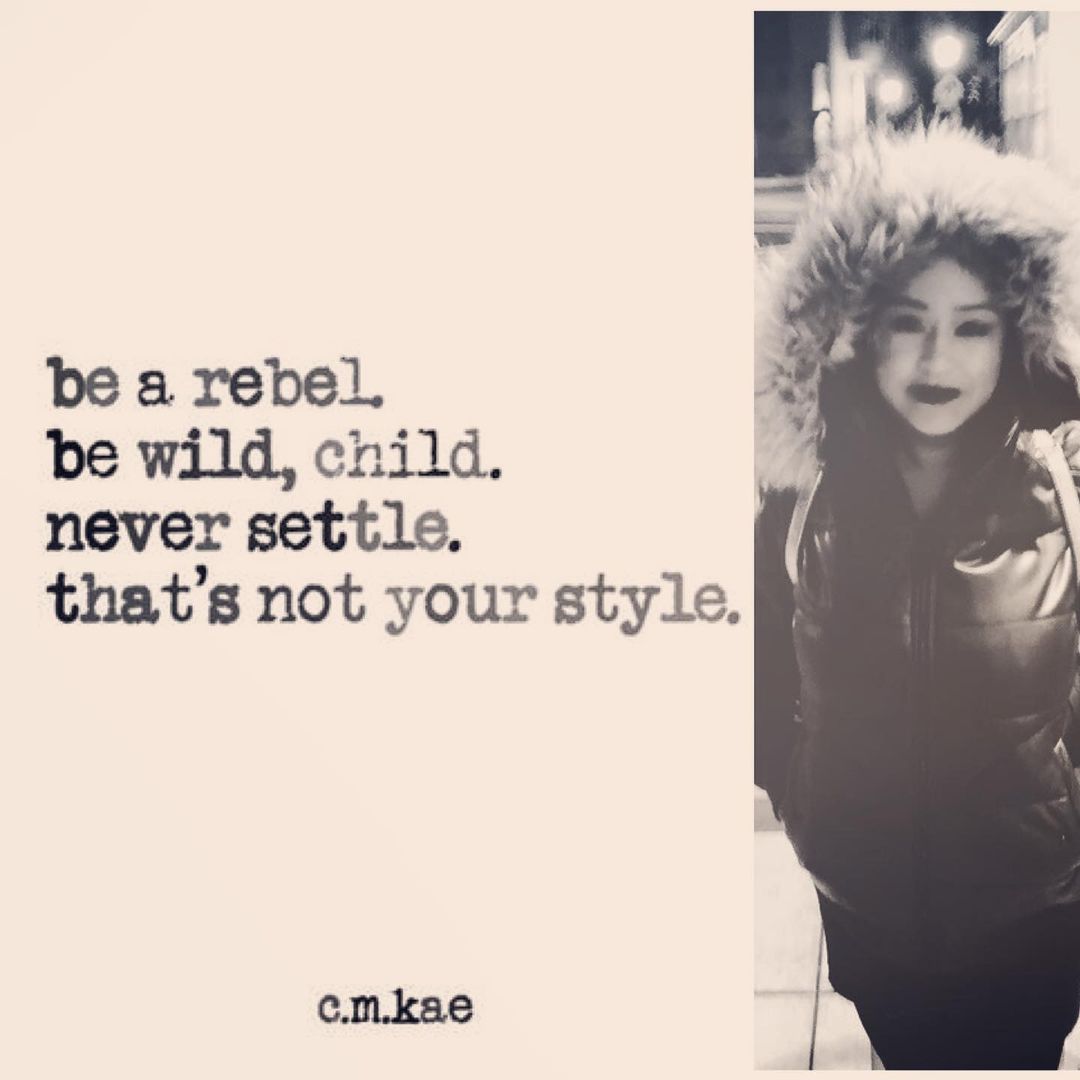 be a rebel.
be wild, child.
never settle.
that's not your style.
c.m.kae